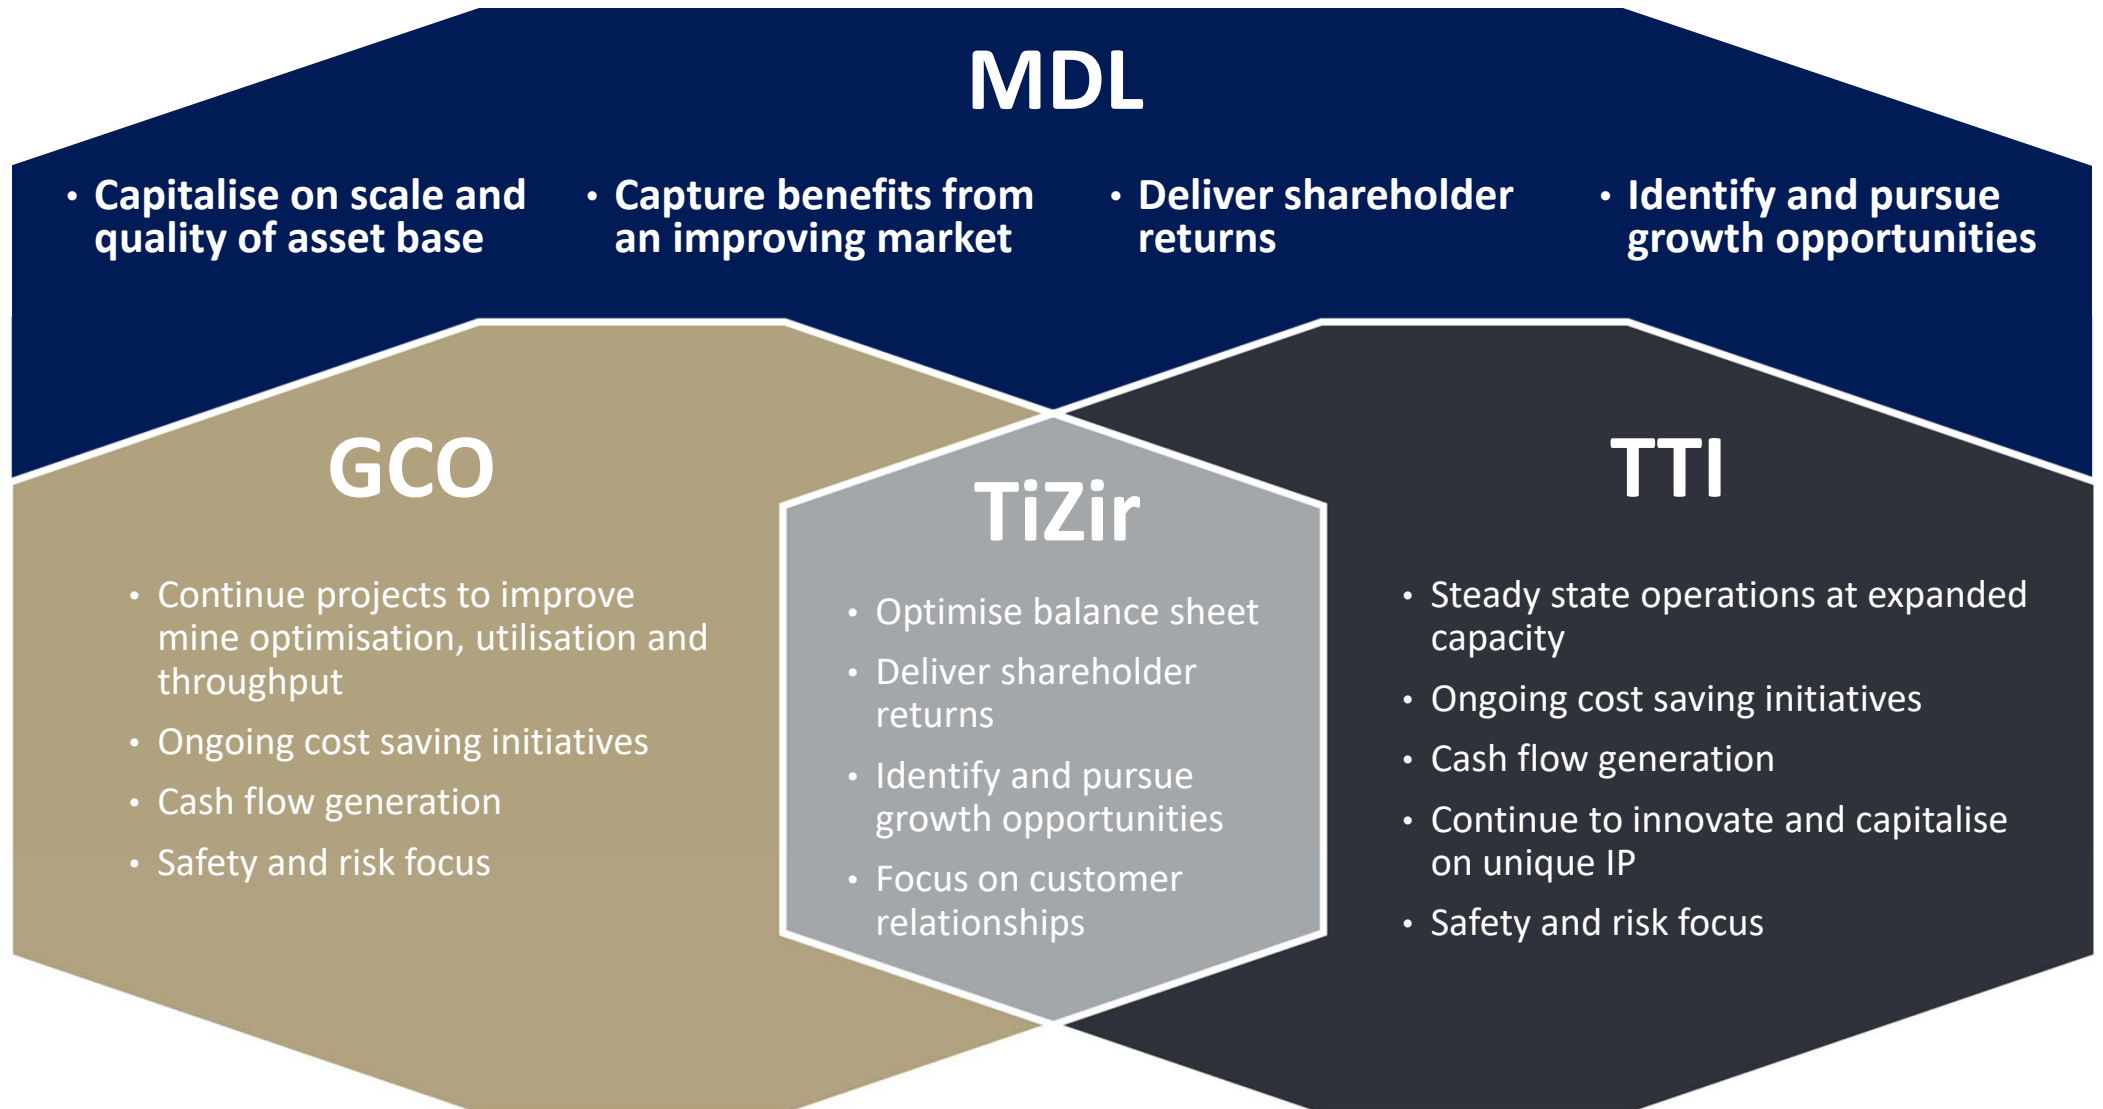 MDL
• Capitalise on scale and
quality of asset base
• Capture benefits from
an improving market
• Deliver shareholder
returns
• Identify and pursue
growth opportunities
GCO
• Continue projects to improve
mine optimisation, utilisation and
throughput
• Ongoing cost saving initiatives
• Cash flow generation
• Safety and risk focus
TiZir
• Optimise balance sheet
• Deliver shareholder
returns
• Identify and pursue
growth opportunities
• Focus on customer
relationships
TTI
• Steady state operations at expanded
capacity
• Ongoing cost saving initiatives
• Cash flow generation
• Continue to innovate and capitalise
on unique IP
• Safety and risk focus